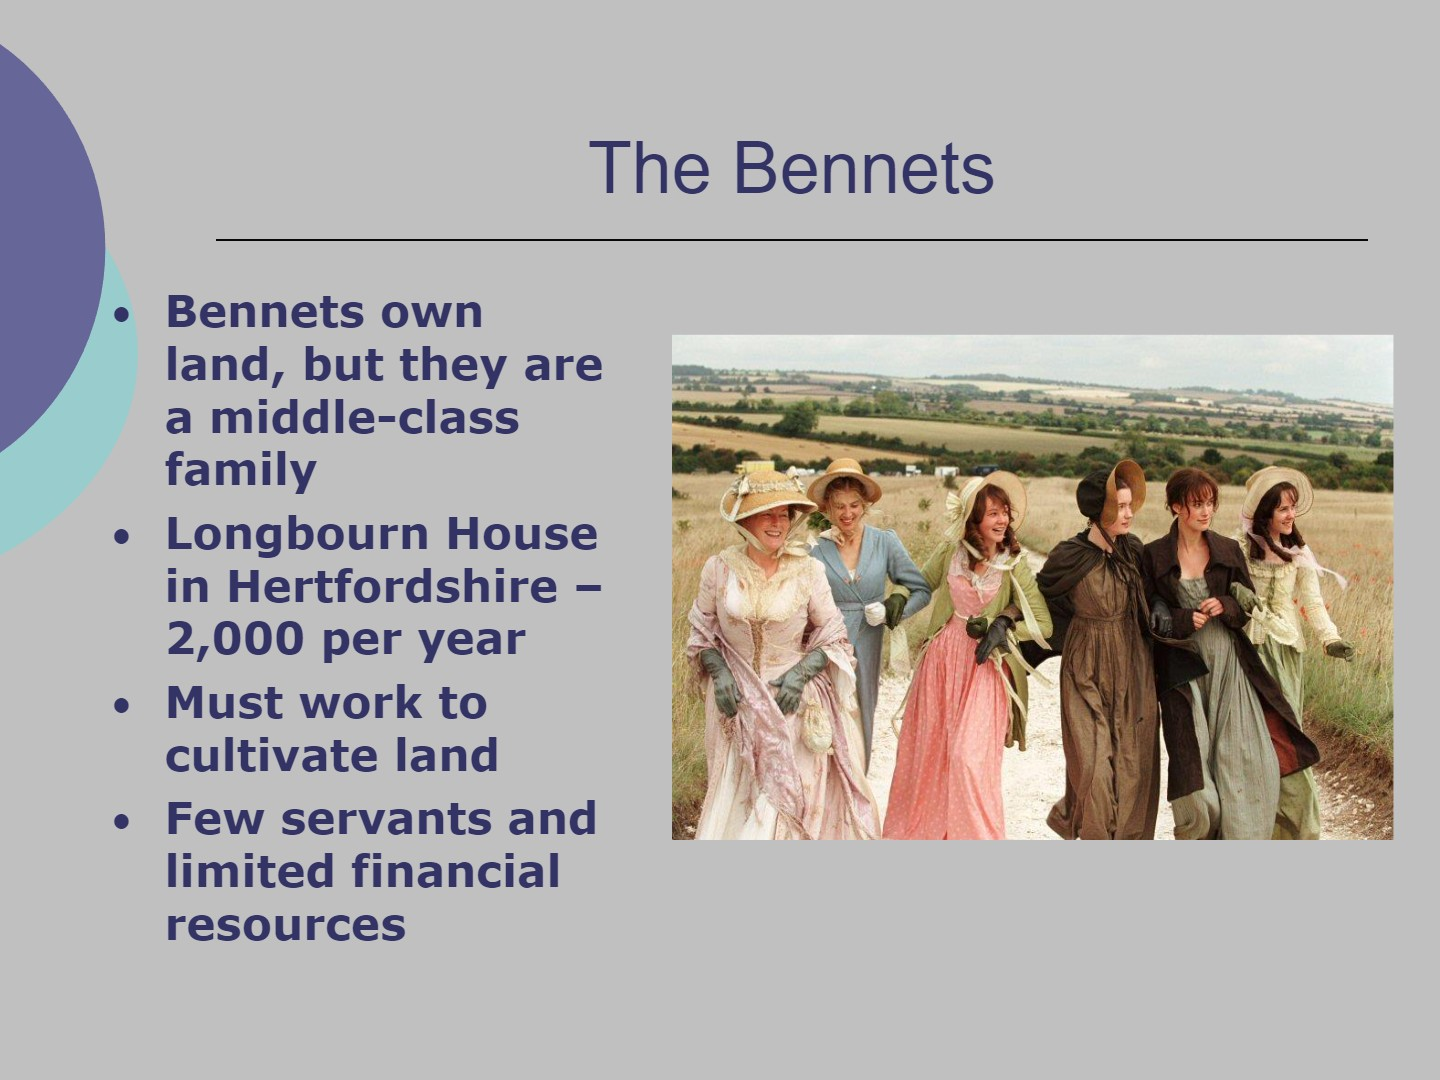 The Bennets
• Bennets own
land, but they are
a middle-class
family
• Longbourn House
in Hertfordshire –
2,000 per year
• Must work to
cultivate land
• Few servants and
limited financial
resources